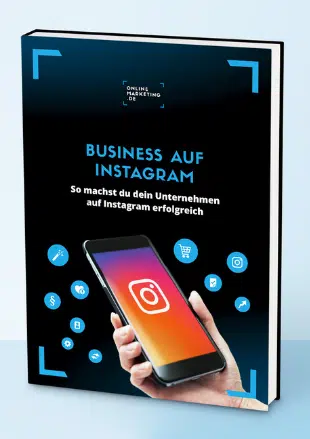 ONLINE
MARKETING
.DE
BUSINESS AUF
INSTAGRAM
So machst du dein Unternehmen
auf Instagram erfolgreich
§